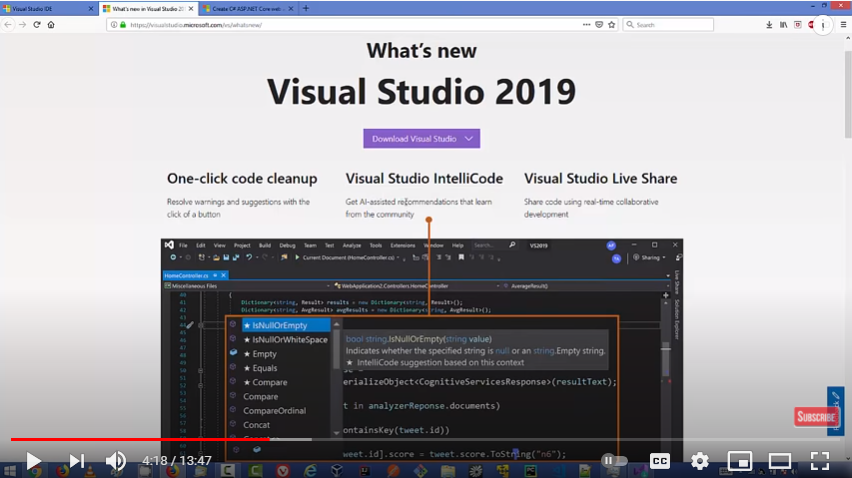 Visual Studio IDE
What's new in Visual Studio 20
Create C# ASP.NET Core web
https://visualstudio.microsoft.com/vs/whatsnew/
Search
What's new
Visual Studio 2019
Download Visual Studio
One-click code cleanup
Resolve warnings and suggestions with the
click of a button
Visual Studio IntelliCode
Get AI-assisted recommendations that learn
from the community
Visual Studio Live Share
Share code using real-time collaborative
development
File Edit View Project Build Debug Team Test Analyze Tools Extensions Window Help Search... VS2019
Current Document (HomeController.cs)
Sharing
HomeController.cs
Miscellaneous Files
WebApplication2.Controllers.HomeController
AverageResult()
Live Share
Solution Explorer
40 {
41 Dictionary<string, Result> results = new Dictionary<string, Result>();
42 Dictionary<string, AvgResult> avgResults = new Dictionary<string, AvgResult>();
43
★ IsNullOrEmpty
★ IsNullOrWhiteSpace
★ Empty
★ Equals
★ Compare
Compare
CompareOrdinal
Concat
bool string.IsNullOrEmpty(string value)
Indicates whether the specified string is null or an string.Empty string.
★ IntelliCode suggestion based on this context
erializeObject<CognitiveServicesResponse>(resultText);
t in analyzerReponse.documents)
ontainsKey(tweet.id))
weet.id].score = tweet.score.ToString("n6");
SUBSCRIBE
4:18 / 13:47
CC